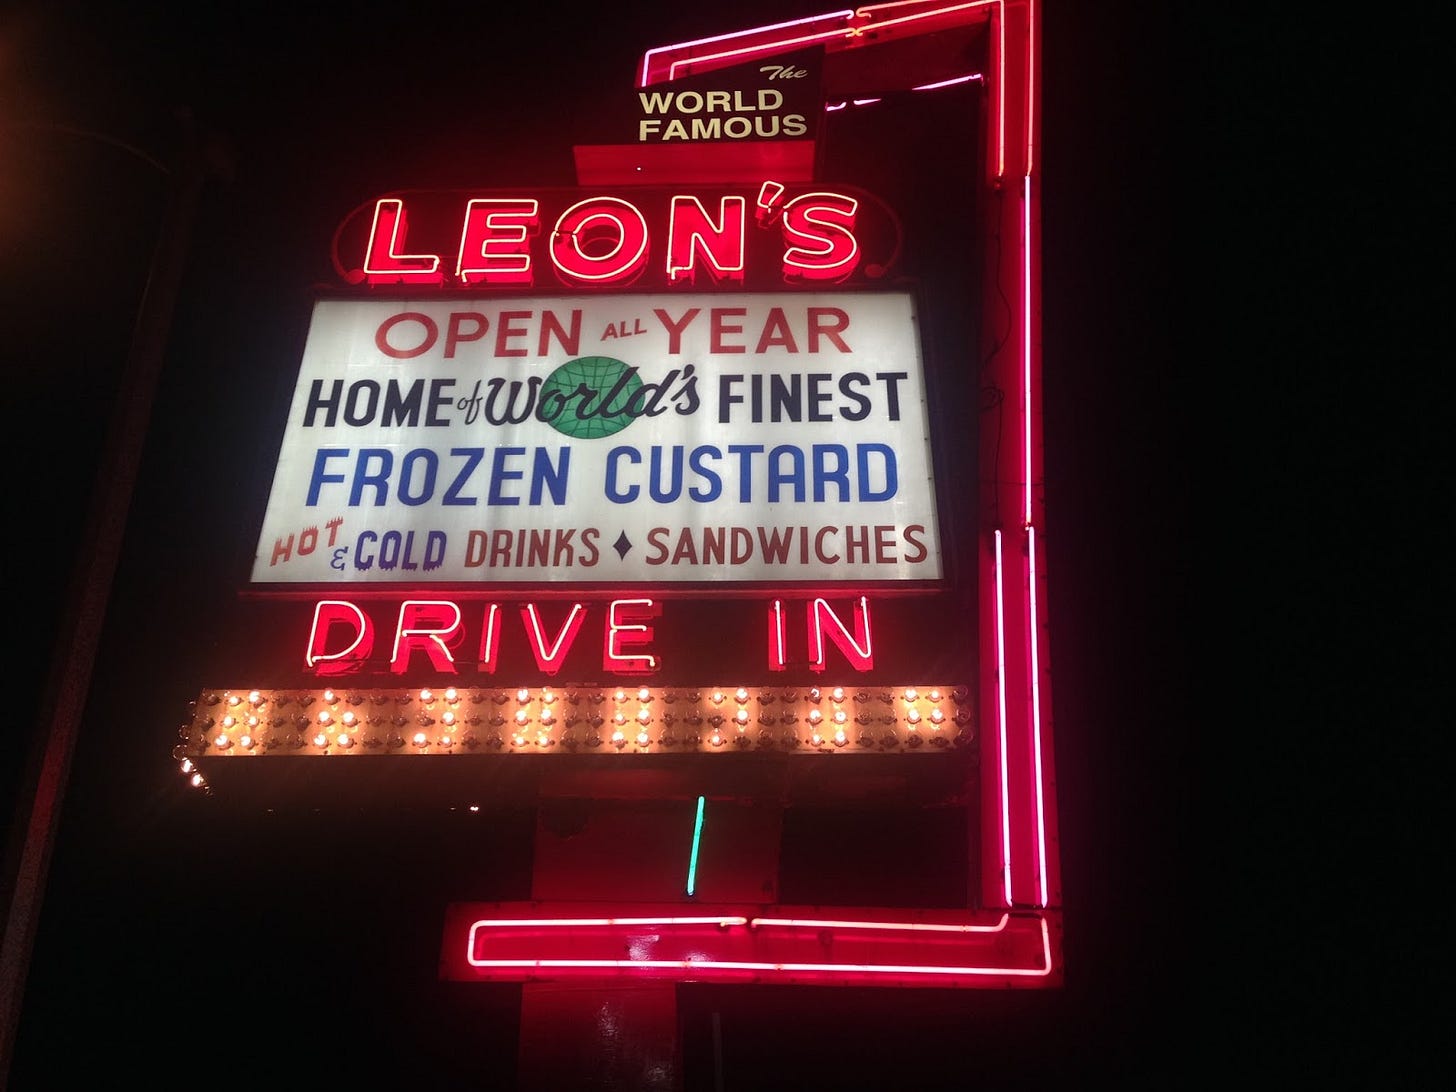 The
WORLD
FAMOUS
LEON'S
OPEN ALL YEAR
HOME of World's FINEST
FROZEN CUSTARD
HOT & COLD DRINKS ♦ SANDWICHES
DRIVE IN